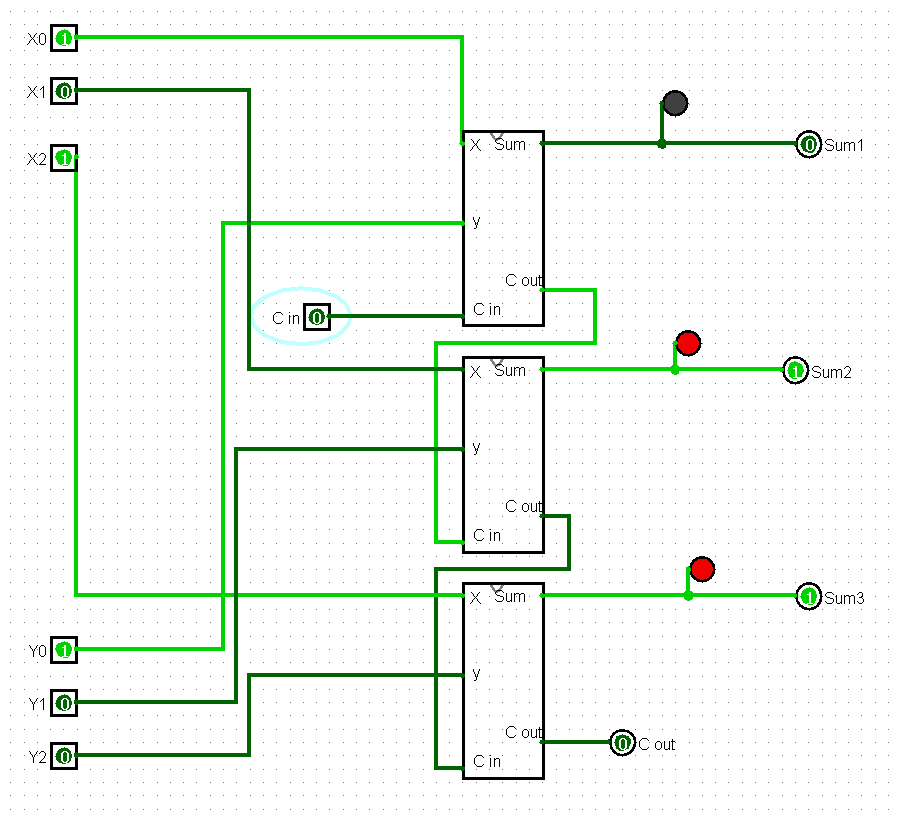 X0 1
X1 0
X2 1
X Sum
0 Sum1
y
C out
C in 0
C in
X Sum
1 Sum2
y
C out
C in
X Sum
1 Sum3
Y0 1
y
Y1 0
C out
0 C out
Y2 0
C in